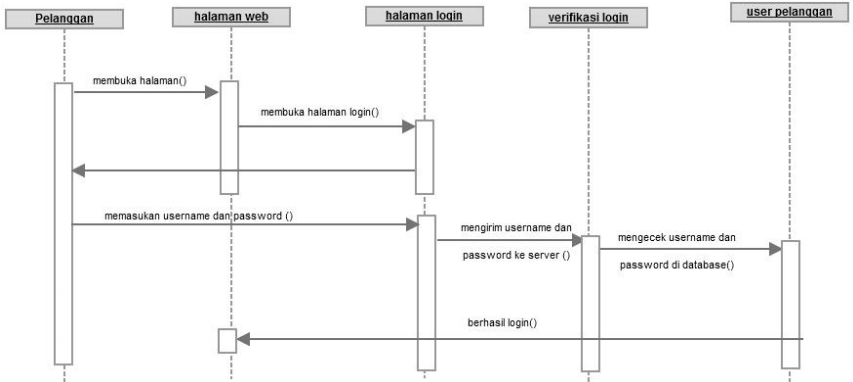 Pelanggan
halaman web
halaman login
verifikasi login
user pelanggan
membuka halaman()
membuka halaman login()
memasukan username dan password ()
mengirim username dan
password ke server ()
mengecek username dan
password di database()
berhasil login()